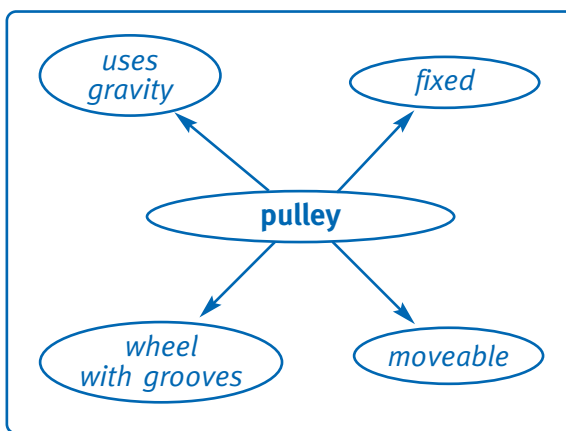 uses
gravity
fixed
pulley
wheel
with grooves
moveable